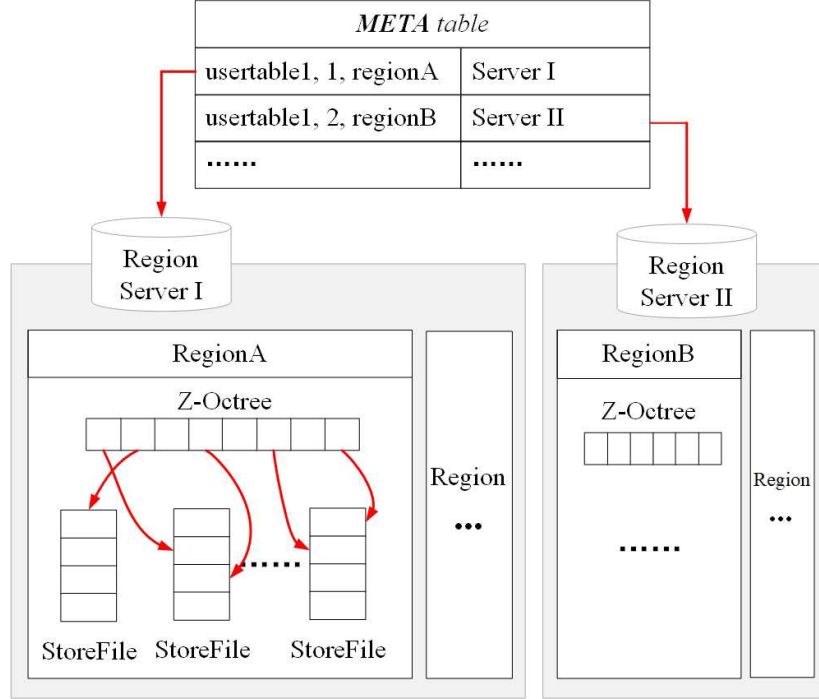 META table
usertable1, 1, regionA Server I
usertable1, 2, regionB Server II
...... ......
Region
Server I
Region
Server II
RegionA
Z-Octree
RegionB
Z-Octree
Region
...
Region
...
......
......
StoreFile StoreFile StoreFile